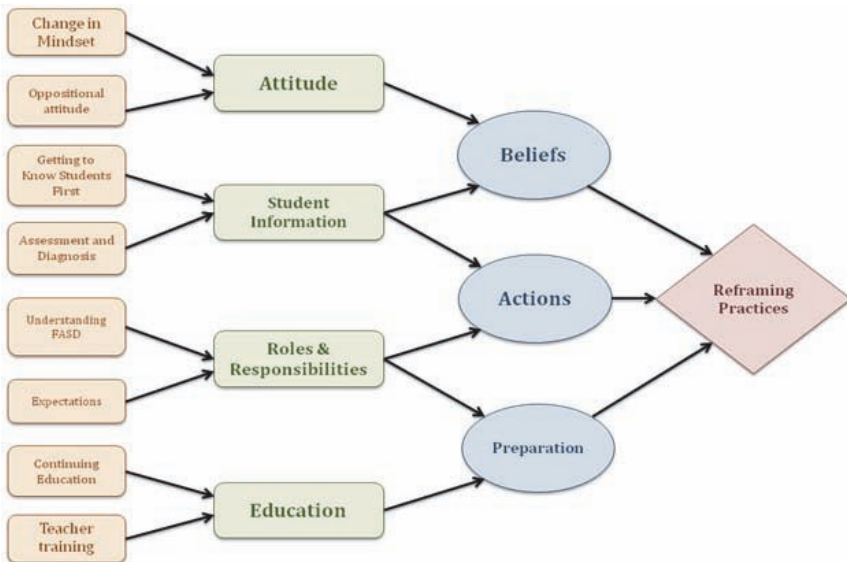 Change in
Mindset
Oppositional
attitude
Getting to
Know Students
First
Assessment and
Diagnosis
Understanding
FASD
Expectations
Continuing
Education
Teacher
training
Attitude
Student
Information
Roles &
Responsibilities
Education
Beliefs
Actions
Preparation
Reframing
Practices